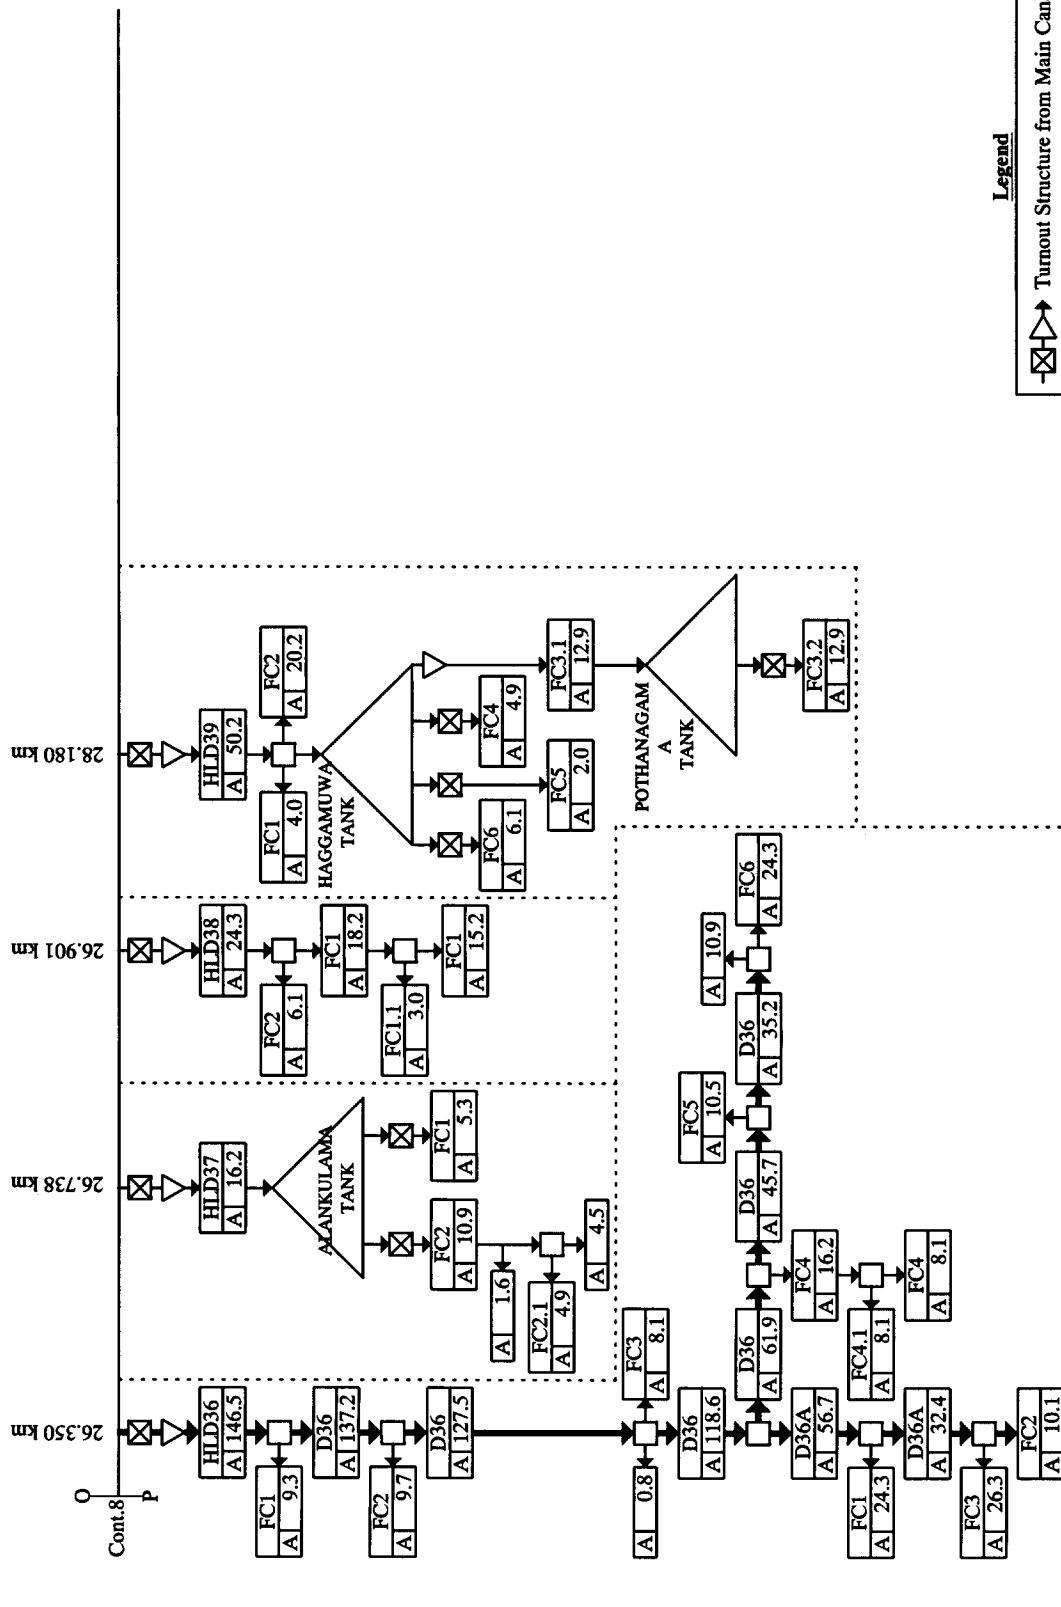 O
Cont.8
P
26.350 km
26.738 km
26.901 km
28.180 km
HLD36
A 146.5
FC1
A 9.3
D36
A 137.2
FC2
A 9.7
D36
A 127.5
A 0.8
FC3
A 8.1
D36
A 118.6
D36
A 61.9
D36
A 45.7
FC5
A 10.5
D36
A 35.2
A 10.9
FC6
A 24.3
FC4
A 16.2
FC4.1
A 8.1
FC4
A 8.1
D36A
A 56.7
FC1
A 24.3
D36A
A 32.4
FC3
A 26.3
FC2
A 10.1
HLD37
A 16.2
ALANKULAMA
TANK
FC2
A 10.9
FC1
A 5.3
A 1.6
FC2.1
A 4.9
A 4.5
HLD38
A 24.3
FC2
A 6.1
FC1
A 18.2
FC1.1
A 3.0
FC1
A 15.2
HLD39
A 50.2
FC1
A 4.0
FC2
A 20.2
HAGGAMUWA
TANK
FC6
A 6.1
FC5
A 2.0
FC4
A 4.9
FC3.1
A 12.9
POTHANAGAM
A
TANK
FC3.2
A 12.9
Legend
Turnout Structure from Main Can